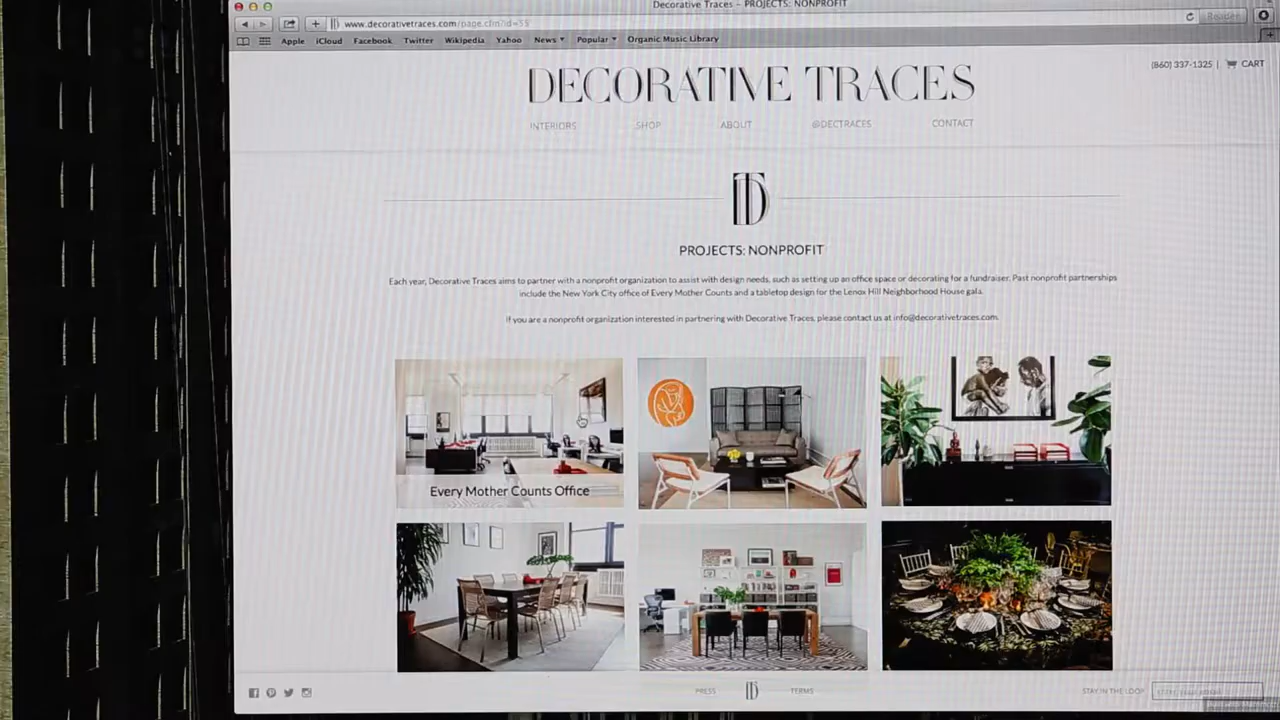 Decorative Traces – PROJECTS: NONPROFIT
www.decorativetraces.com/page.cfm?id=55
Reader
Apple iCloud Facebook Twitter Wikipedia Yahoo News Popular Organic Music Library
(860) 337-1325 | CART
DECORATIVE TRACES
INTERIORS SHOP ABOUT @DECTRACES CONTACT
PROJECTS: NONPROFIT
Each year, Decorative Traces aims to partner with a nonprofit organization to assist with design needs, such as setting up an office space or decorating for a fundraiser. Past nonprofit partnerships
include the New York City office of Every Mother Counts and a tabletop design for the Lenox Hill Neighborhood House gala.
If you are a nonprofit organization interested in partnering with Decorative Traces, please contact us at info@decorativetraces.com.
Every Mother Counts Office
PRESS TERMS STAY IN THE LOOP